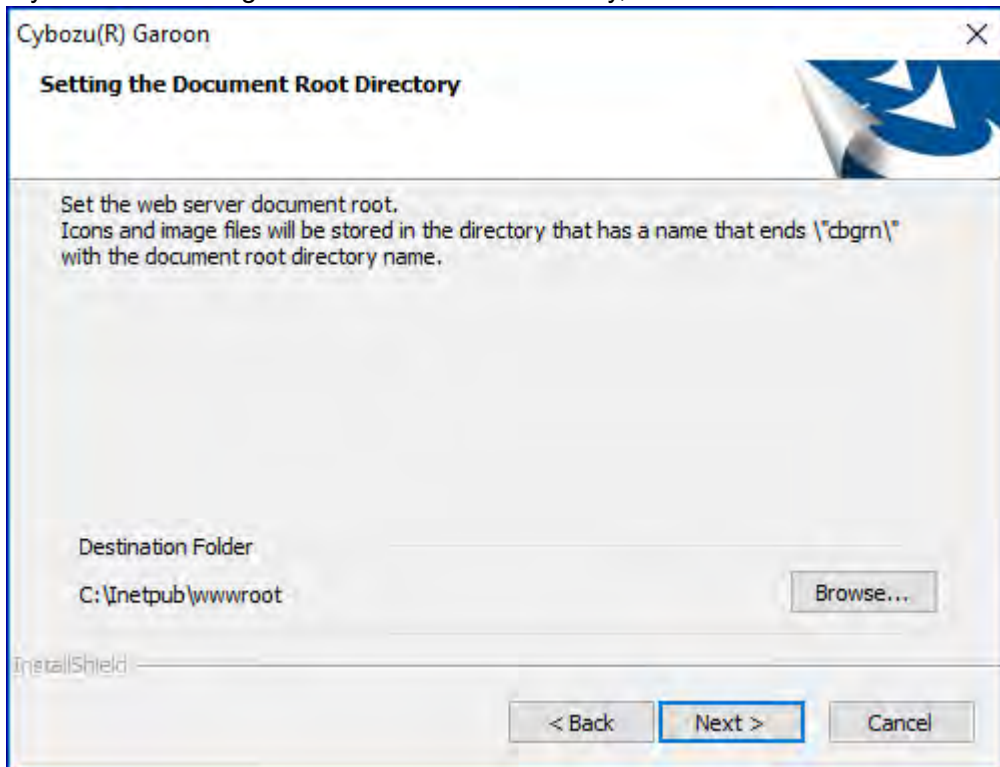 Cybozu(R) Garoon
Setting the Document Root Directory
Set the web server document root.
Icons and image files will be stored in the directory that has a name that ends \"cbgrn\"
with the document root directory name.
Destination Folder
C:\Inetpub\wwwroot
Browse...
InstallShield
< Back
Next >
Cancel